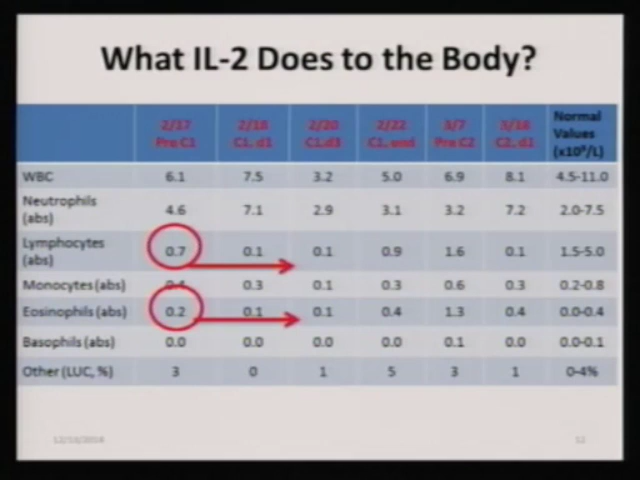 What IL-2 Does to the Body?
2/17 Pre C1 2/18 C1, d1 2/20 C1,d3 2/22 C1, end 3/7 Pre C2 3/18 C2, d1 Normal Values (x10⁹/L)
WBC 6.1 7.5 3.2 5.0 6.9 8.1 4.5-11.0
Neutrophils (abs) 4.6 7.1 2.9 3.1 3.2 7.2 2.0-7.5
Lymphocytes (abs) 0.7 0.1 0.1 0.9 1.6 0.1 1.5-5.0
Monocytes (abs) 0.4 0.3 0.1 0.3 0.6 0.3 0.2-0.8
Eosinophils (abs) 0.2 0.1 0.1 0.4 1.3 0.4 0.0-0.4
Basophils (abs) 0.0 0.0 0.0 0.0 0.1 0.0 0.0-0.1
Other (LUC, %) 3 0 1 5 3 1 0-4%